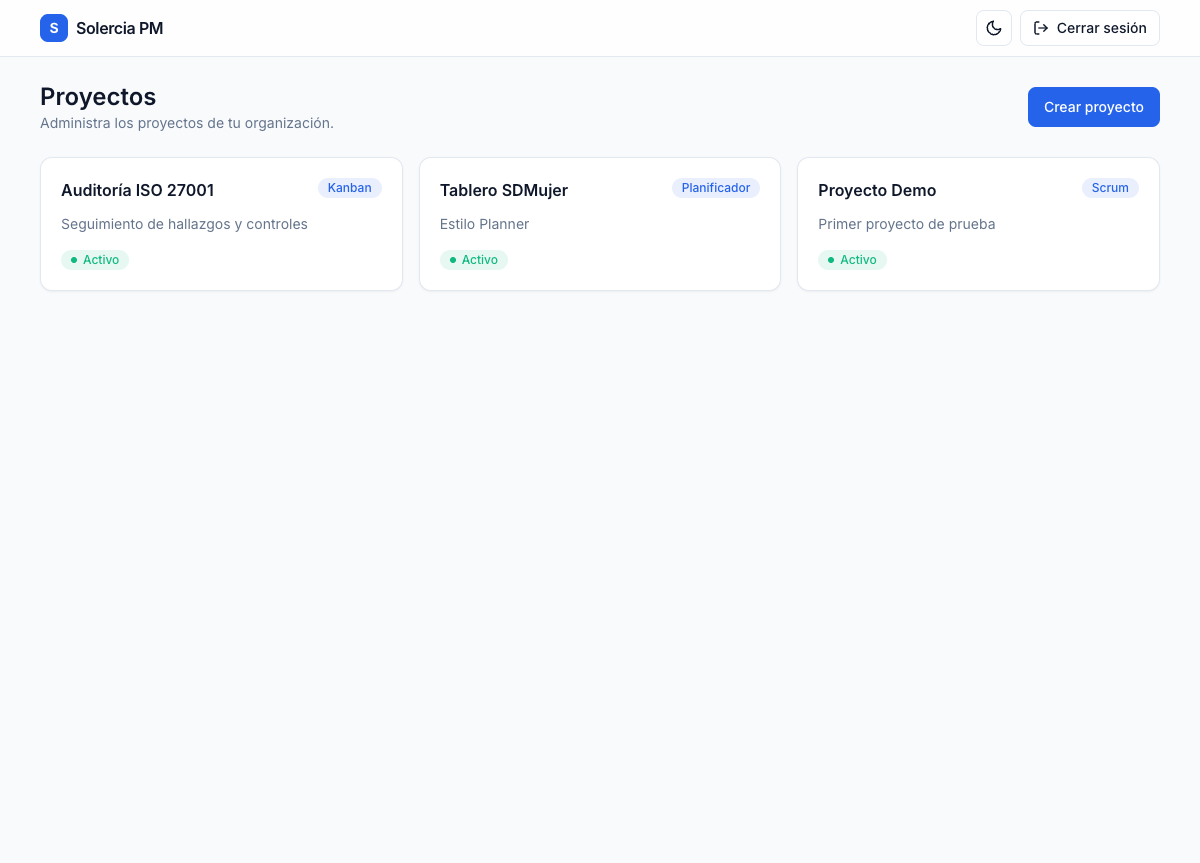 S Solercia PM
Cerrar sesión
Proyectos
Administra los proyectos de tu organización.
Crear proyecto
Auditoría ISO 27001
Kanban
Seguimiento de hallazgos y controles
Activo
Tablero SDMujer
Planificador
Estilo Planner
Activo
Proyecto Demo
Scrum
Primer proyecto de prueba
Activo